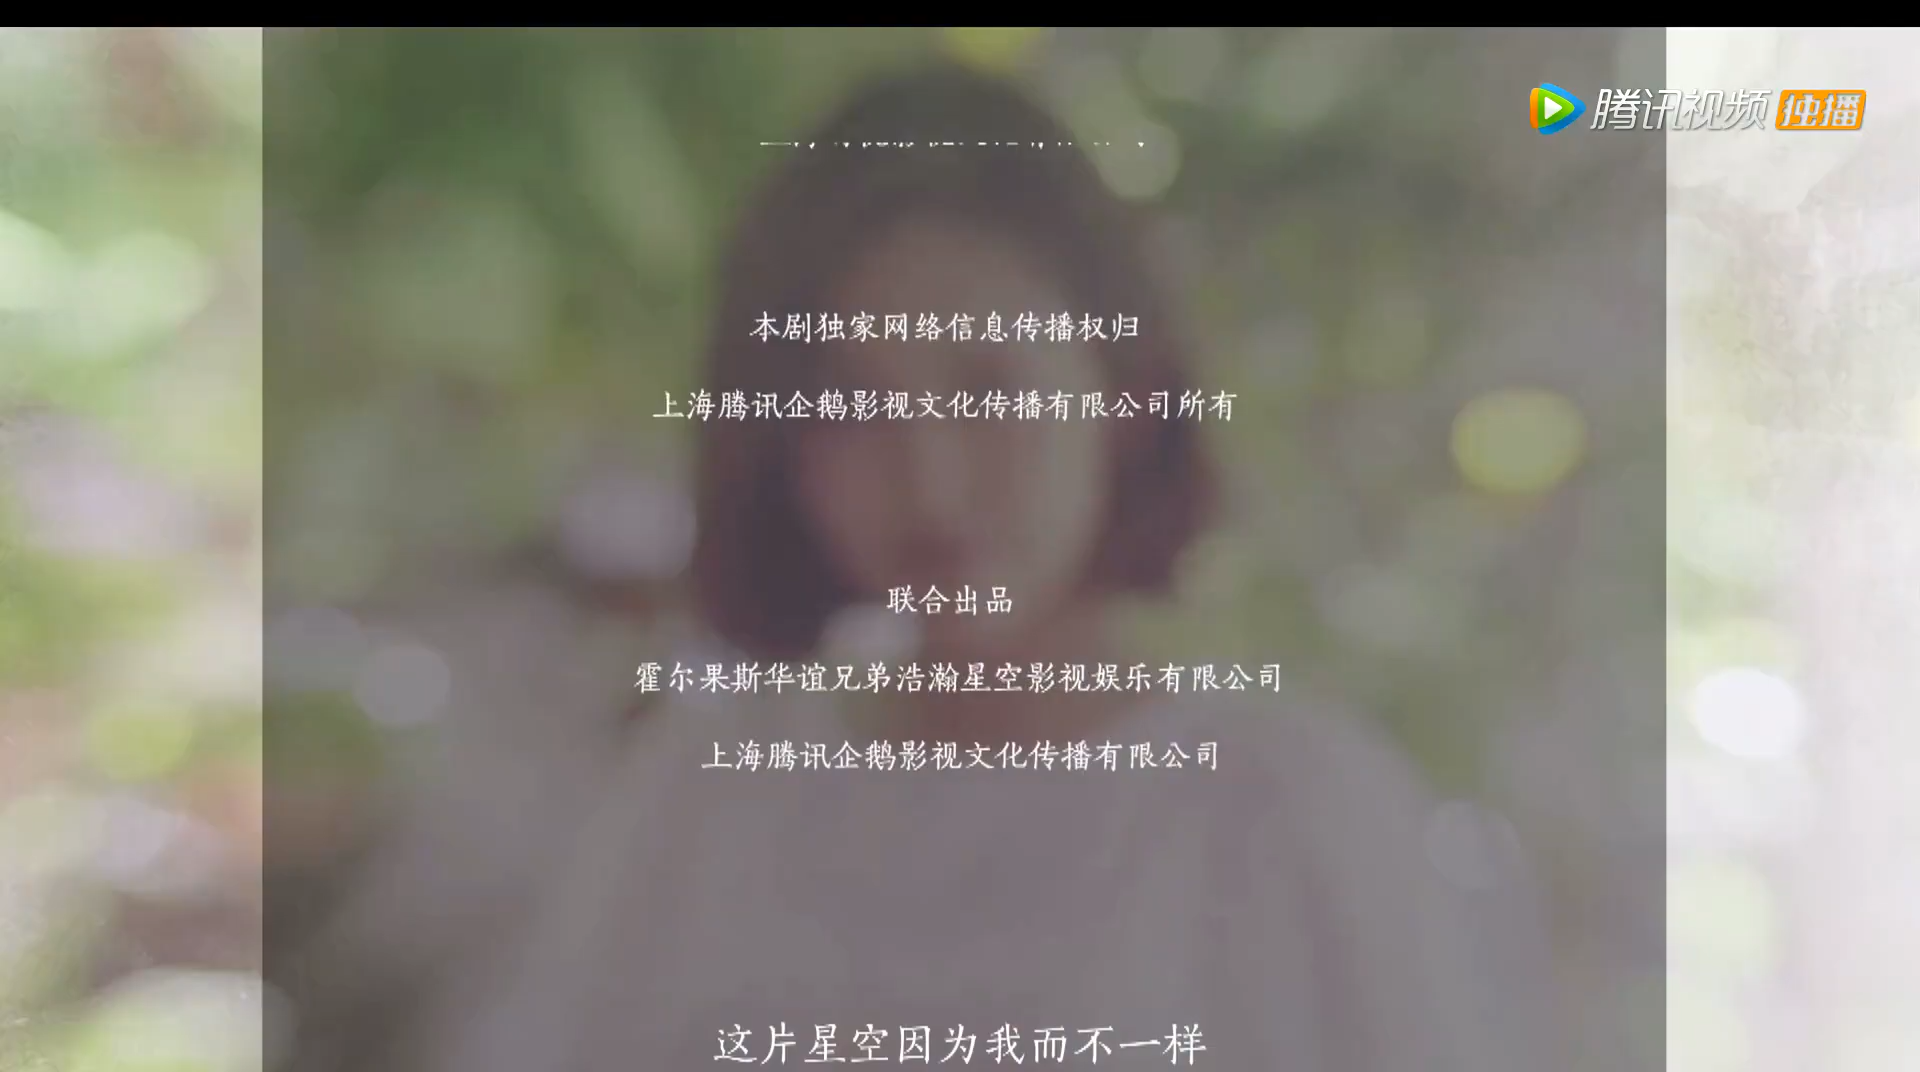 腾讯视频 独播
本剧独家网络信息传播权归
上海腾讯企鹅影视文化传播有限公司所有
联合出品
霍尔果斯华谊兄弟浩瀚星空影视娱乐有限公司
上海腾讯企鹅影视文化传播有限公司
这片星空因为我而不一样